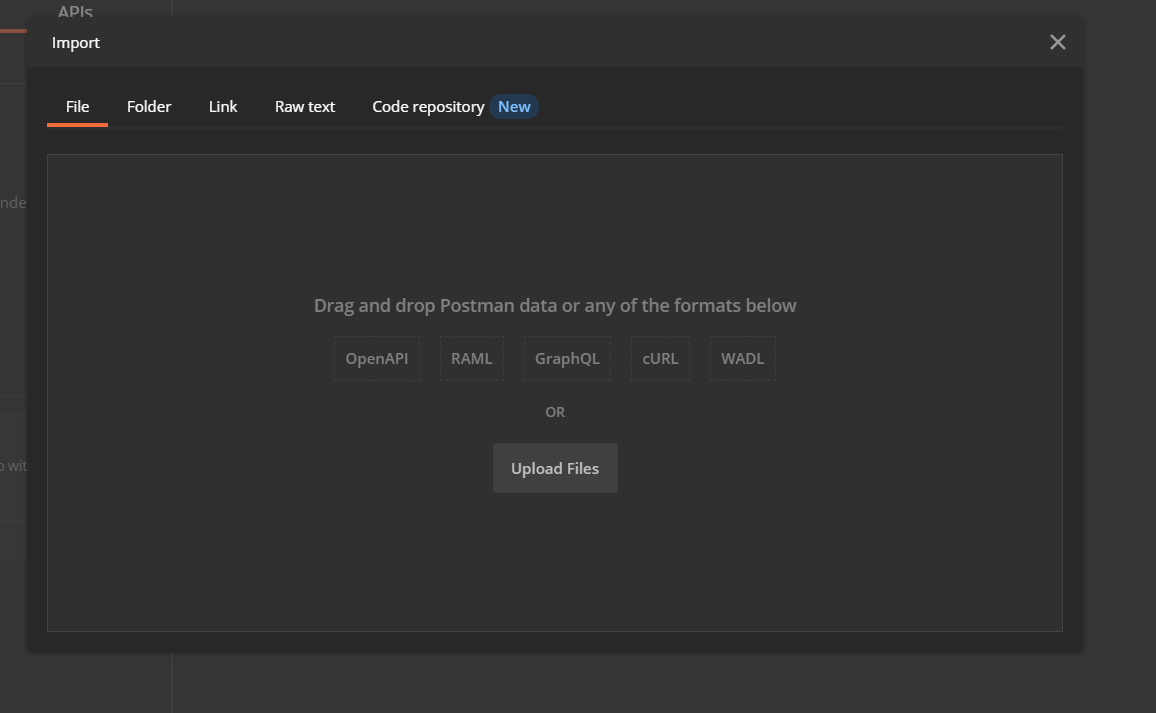 APIs
Import
File Folder Link Raw text Code repository New
nde
Drag and drop Postman data or any of the formats below
OpenAPI RAML GraphQL cURL WADL
OR
wit
Upload Files